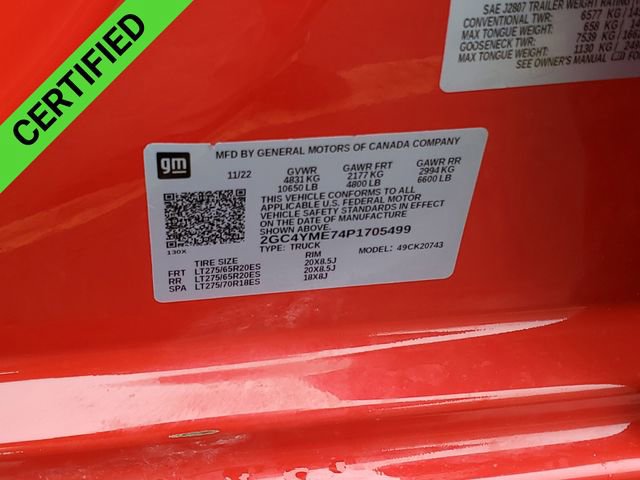 CERTIFIED
SAE J2807 TRAILER WEIGHT RATING
CONVENTIONAL TWR: 6577 KG
MAX TONGUE WEIGHT: 658 KG
GOOSENECK TWR: 7539 KG
MAX TONGUE WEIGHT: 1130 KG
SEE OWNER'S MANUAL
gm
MFD BY GENERAL MOTORS OF CANADA COMPANY
11/22 GVWR GAWR FRT GAWR RR
4831 KG 2177 KG 2994 KG
10650 LB 4800 LB 6600 LB
THIS VEHICLE CONFORMS TO ALL
APPLICABLE U.S. FEDERAL MOTOR
VEHICLE SAFETY STANDARDS IN EFFECT
ON THE DATE OF MANUFACTURE
SHOWN ABOVE.
2GC4YME74P1705499
TYPE: TRUCK MODEL: 49CK20743
130X
TIRE SIZE RIM
FRT LT275/65R20ES 20X8.5J
RR LT275/65R20ES 20X8.5J
SPA LT275/70R18ES 18X8J